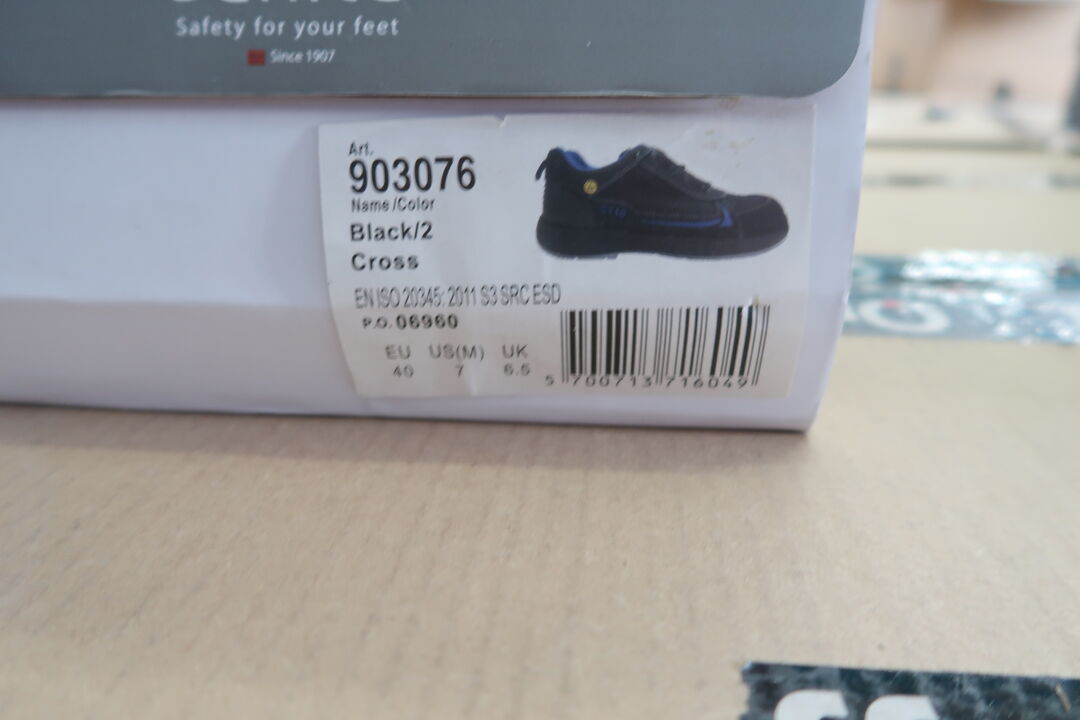 Safety for your feet
Since 1907
Art.
903076
Name/Color
Black/2
Cross
EN ISO 20345: 2011 S3 SRC ESD
P.O. 06960
EU US(M) UK
40 7 6.5
5 700713 716049